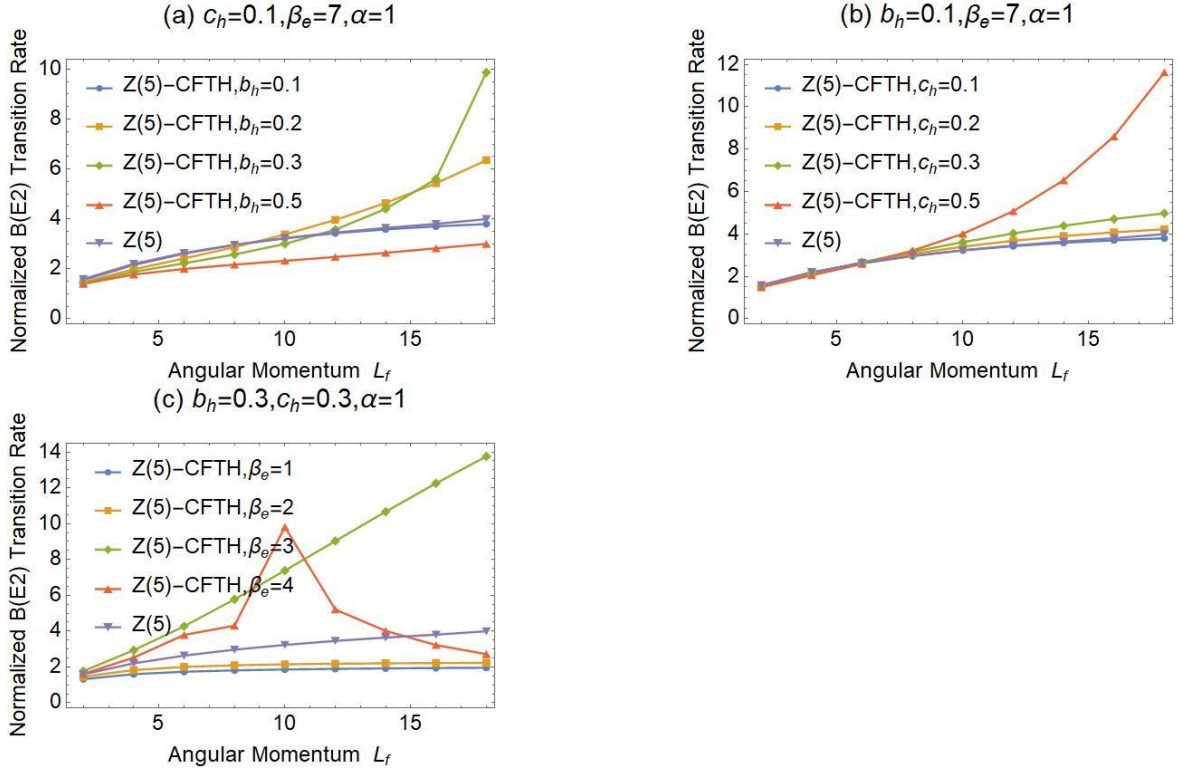 (a) c_h=0.1,β_e=7,α=1
Normalized B(E2) Transition Rate
10
8
6
4
2
0
Z(5)−CFTH,b_h=0.1
Z(5)−CFTH,b_h=0.2
Z(5)−CFTH,b_h=0.3
Z(5)−CFTH,b_h=0.5
Z(5)
5 10 15
Angular Momentum L_f
(b) b_h=0.1,β_e=7,α=1
Normalized B(E2) Transition Rate
12
10
8
6
4
2
0
Z(5)−CFTH,c_h=0.1
Z(5)−CFTH,c_h=0.2
Z(5)−CFTH,c_h=0.3
Z(5)−CFTH,c_h=0.5
Z(5)
5 10 15
Angular Momentum L_f
(c) b_h=0.3,c_h=0.3,α=1
Normalized B(E2) Transition Rate
14
12
10
8
6
4
2
0
Z(5)−CFTH,β_e=1
Z(5)−CFTH,β_e=2
Z(5)−CFTH,β_e=3
Z(5)−CFTH,β_e=4
Z(5)
5 10 15
Angular Momentum L_f